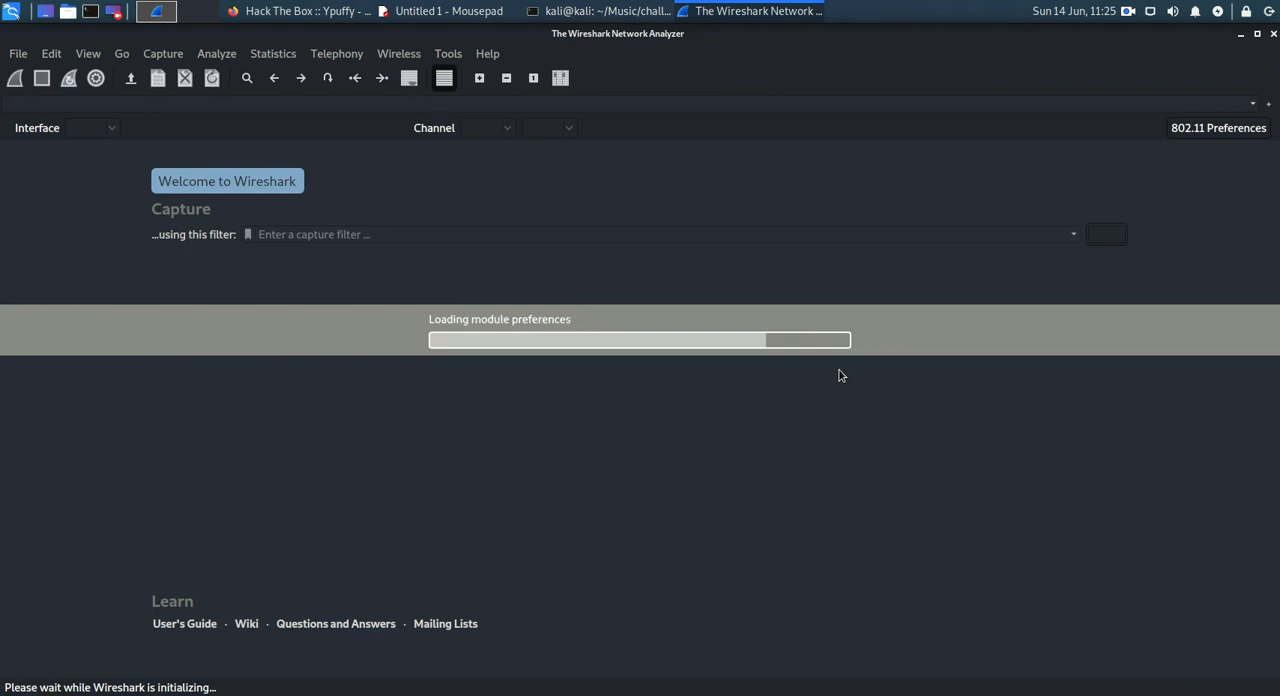 Hack The Box :: Ypuffy - ...
Untitled 1 - Mousepad
kali@kali: ~/Music/chall...
The Wireshark Network ...
Sun 14 Jun, 11:25
The Wireshark Network Analyzer
File Edit View Go Capture Analyze Statistics Telephony Wireless Tools Help
Interface
Channel
802.11 Preferences
Welcome to Wireshark
Capture
...using this filter: Enter a capture filter ...
Loading module preferences
Learn
User's Guide · Wiki · Questions and Answers · Mailing Lists
Please wait while Wireshark is initializing...